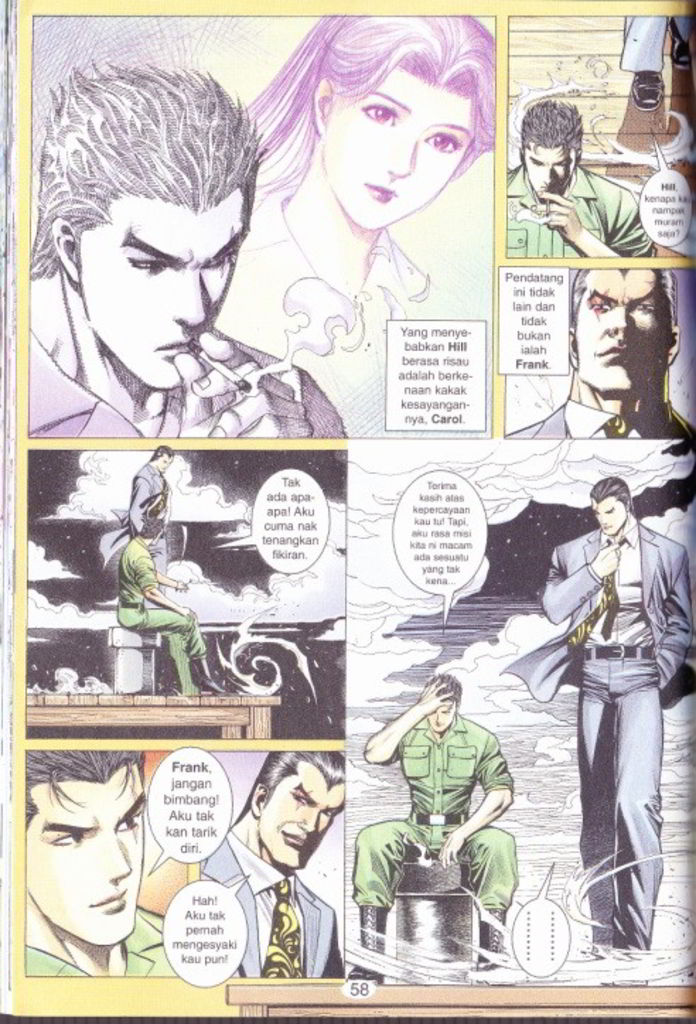 Yang menye-
babkan Hill
berasa risau
adalah berke-
naan kakak
kesayangan-
nya, Carol.
Hill,
kenapa kau
nampak
muram
saja?
Pendatang
ini tidak
lain dan
tidak
bukan
ialah
Frank.
Tak
ada apa-
apa! Aku
cuma nak
tenangkan
fikiran.
Terima
kasih atas
kepercayaan
kau tu! Tapi,
aku rasa misi
kita ni macam
ada sesuatu
yang tak
kena...
Frank,
jangan
bimbang!
Aku tak
kan tarik
diri.
Hah!
Aku tak
pernah
mengesyaki
kau pun!
58